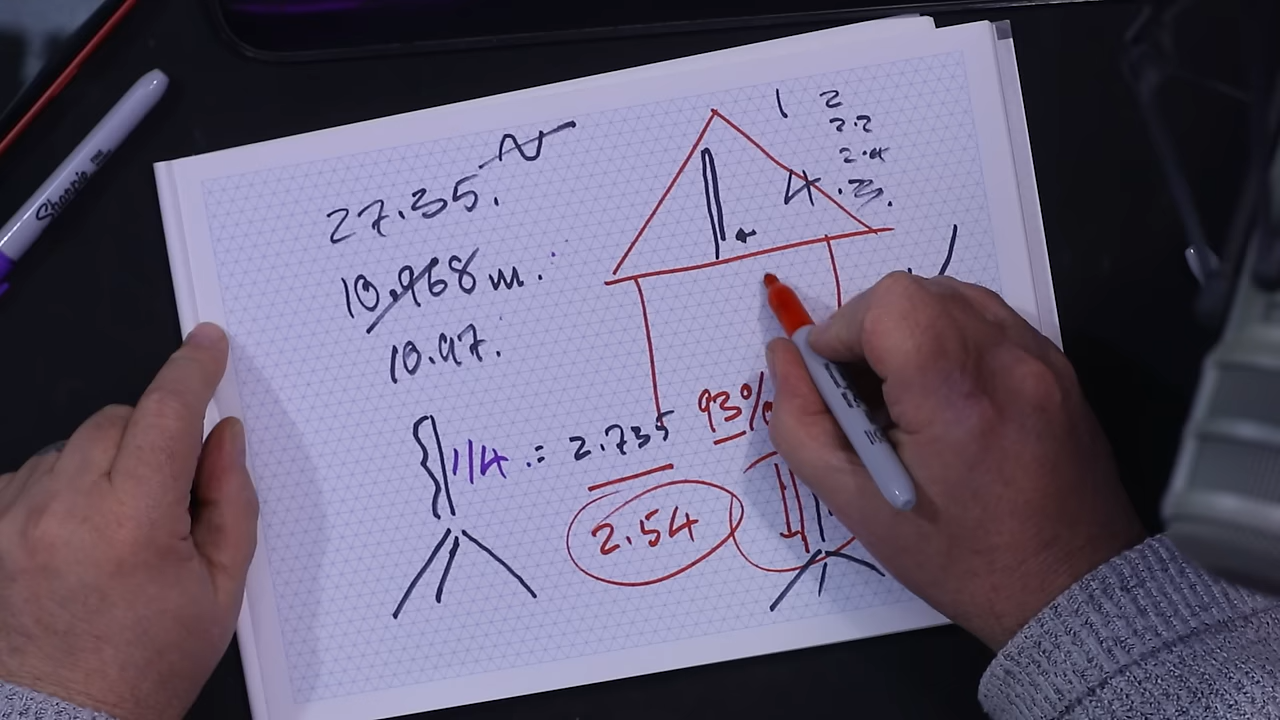 27.35.
10.968 m.
10.97.
1/4 .= 2.735
93%
2.54
1 2
2.2
2.4
4
Sharpie